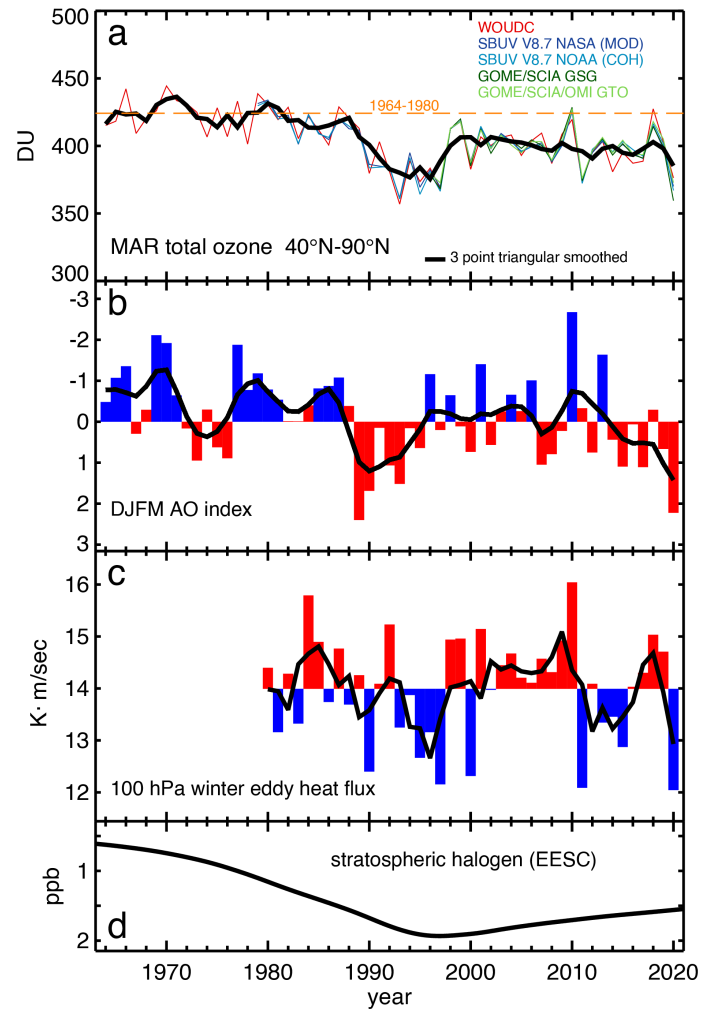 500
a
WOUDC
SBUV V8.7 NASA (MOD)
SBUV V8.7 NOAA (COH)
GOME/SCIA GSG
GOME/SCIA/OMI GTO
450
1964-1980
400
DU
350
MAR total ozone 40°N-90°N
3 point triangular smoothed
300
b
-3
-2
-1
0
1
2
DJFM AO index
3
c
16
15
14
K· m/sec
13
12
100 hPa winter eddy heat flux
stratospheric halogen (EESC)
1
ppb
d
2
1970 1980 1990 2000 2010 2020
year